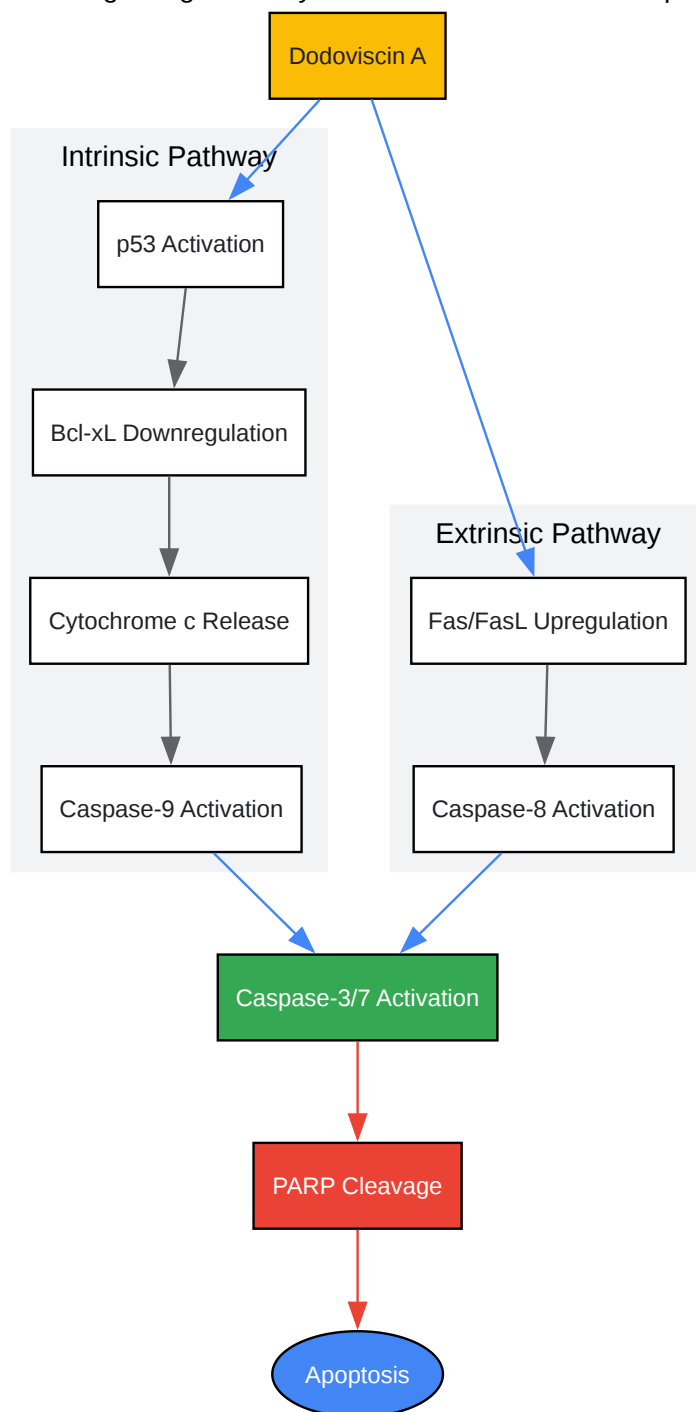 Dodoviscin A
Intrinsic Pathway
p53 Activation
Bcl-xL Downregulation
Extrinsic Pathway
Cytochrome c Release
Fas/FasL Upregulation
Caspase-9 Activation
Caspase-8 Activation
Caspase-3/7 Activation
PARP Cleavage
Apoptosis